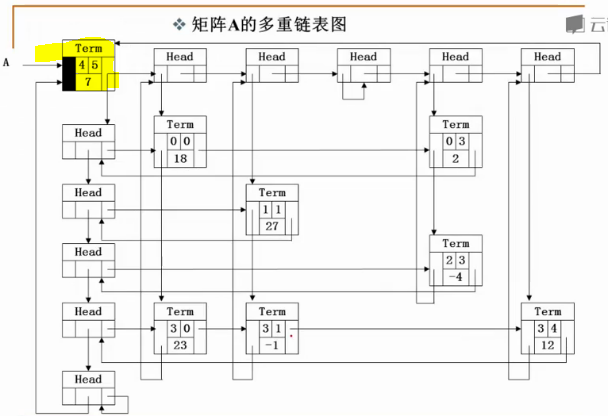 ❖ 矩阵A的多重链表图
云
A
Term
4 5
7
Head
Head
Head
Head
Head
Head
Term
0 0
18
Term
0 3
2
Head
Term
1 1
27
Head
Term
2 3
-4
Head
Term
3 0
23
Term
3 1
-1
Term
3 4
12
Head